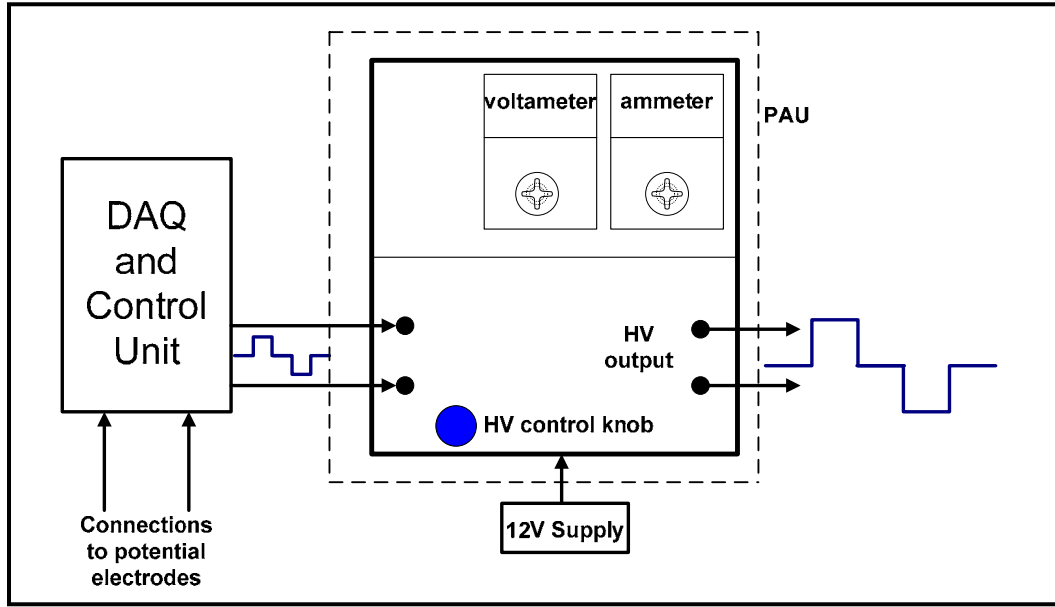 voltameter
ammeter
PAU
DAQ
and
Control
Unit
HV
output
HV control knob
12V Supply
Connections
to potential
electrodes